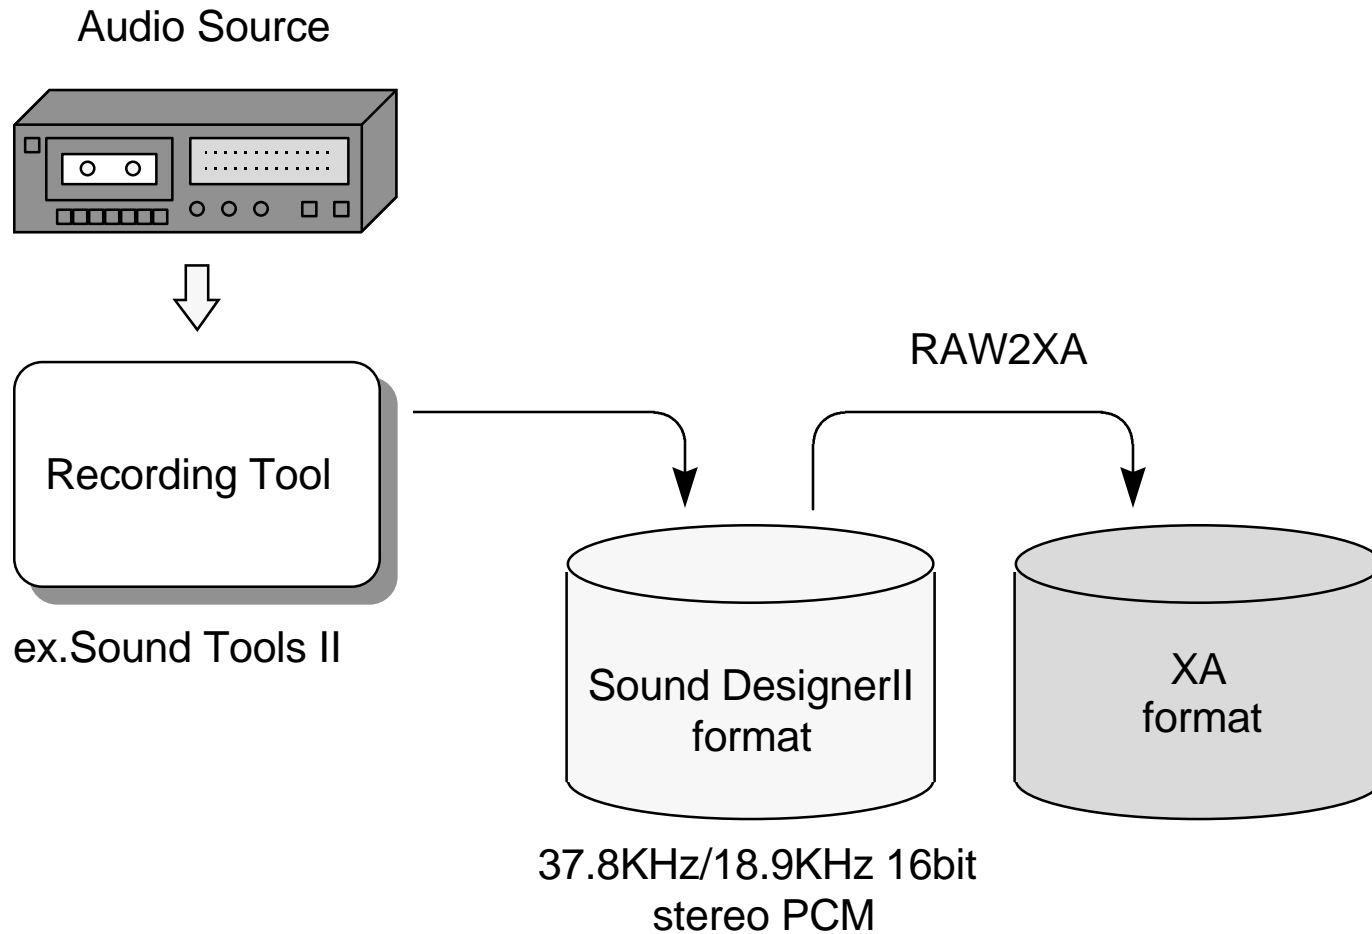 Audio Source
RAW2XA
Recording Tool
ex.Sound Tools II
Sound DesignerII
format
XA
format
37.8KHz/18.9KHz 16bit
stereo PCM